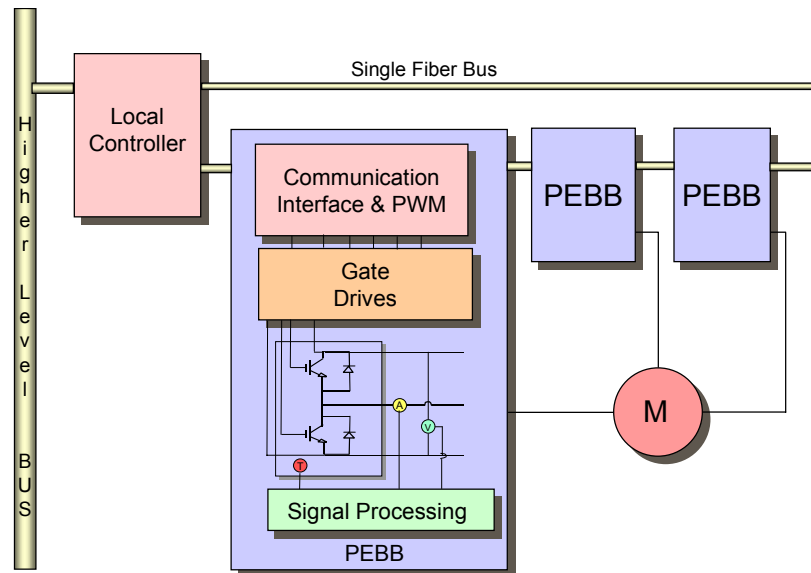 Higher Level BUS
Single Fiber Bus
Local
Controller
Communication
Interface & PWM
PEBB
PEBB
Gate
Drives
A
V
M
T
Signal Processing
PEBB